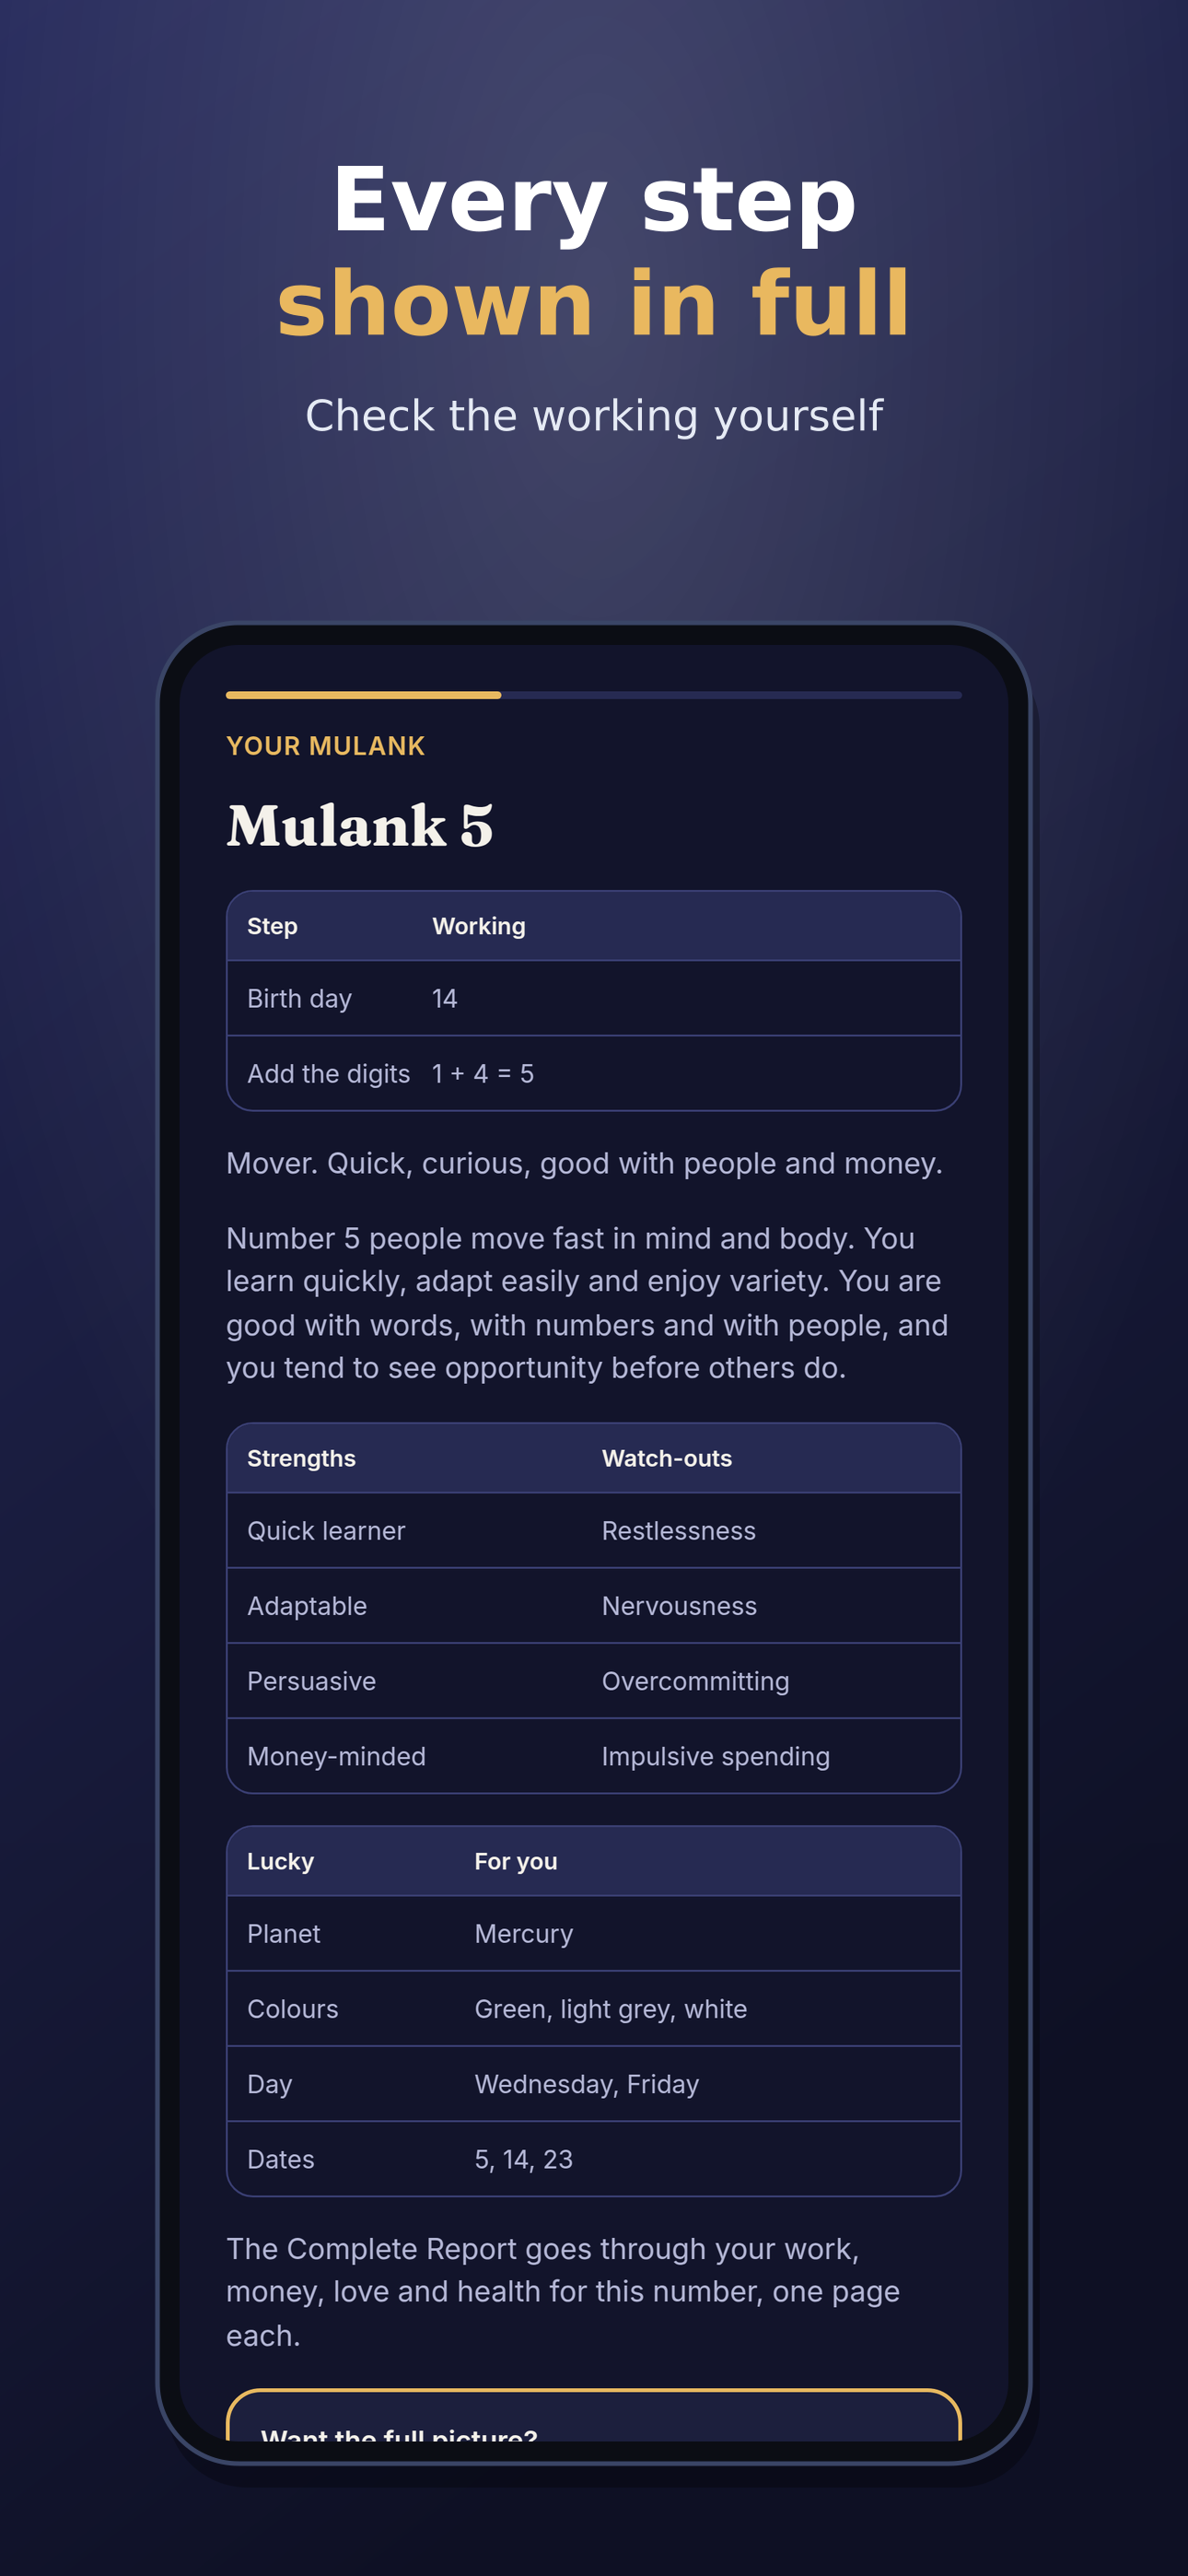 Every step
shown in full
Check the working yourself
YOUR MULANK
Mulank 5
Step Working
Birth day 14
Add the digits 1 + 4 = 5
Mover. Quick, curious, good with people and money.
Number 5 people move fast in mind and body. You
learn quickly, adapt easily and enjoy variety. You are
good with words, with numbers and with people, and
you tend to see opportunity before others do.
Strengths Watch-outs
Quick learner Restlessness
Adaptable Nervousness
Persuasive Overcommitting
Money-minded Impulsive spending
Lucky For you
Planet Mercury
Colours Green, light grey, white
Day Wednesday, Friday
Dates 5, 14, 23
The Complete Report goes through your work,
money, love and health for this number, one page
each.
Want the full picture?